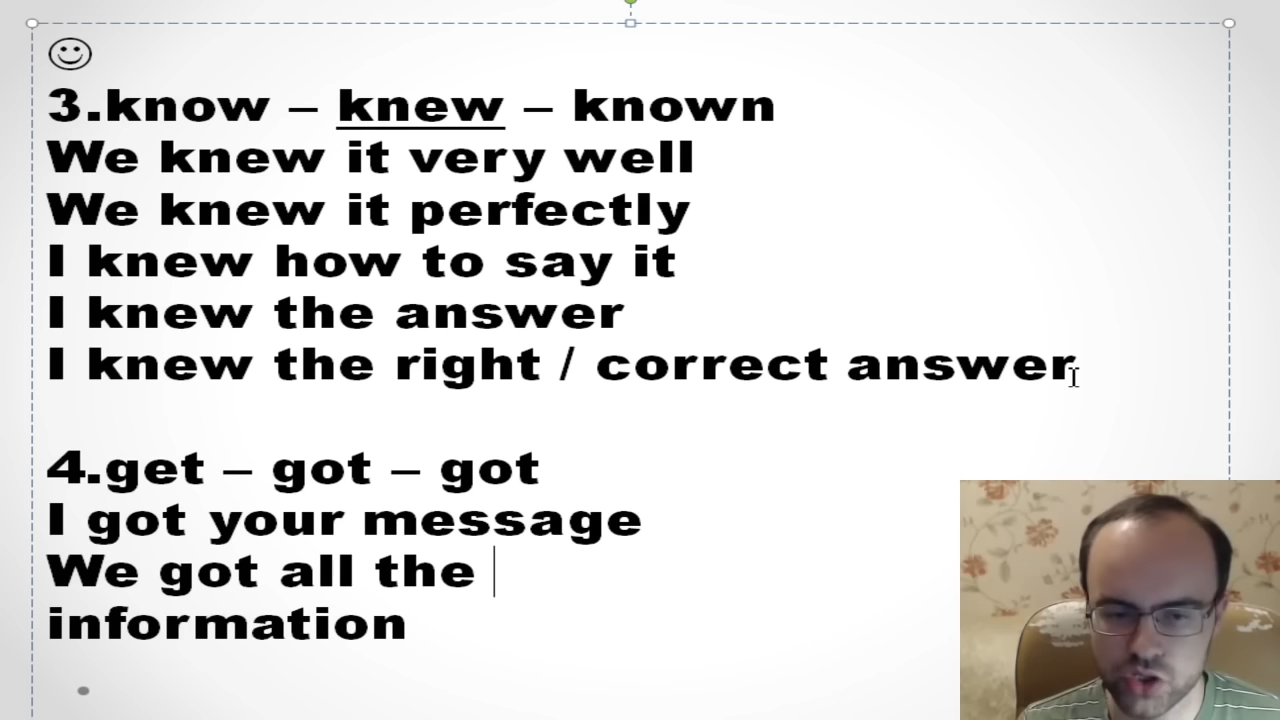 3.know – knew – known
We knew it very well
We knew it perfectly
I knew how to say it
I knew the answer
I knew the right / correct answer
4.get – got – got
I got your message
We got all the
information